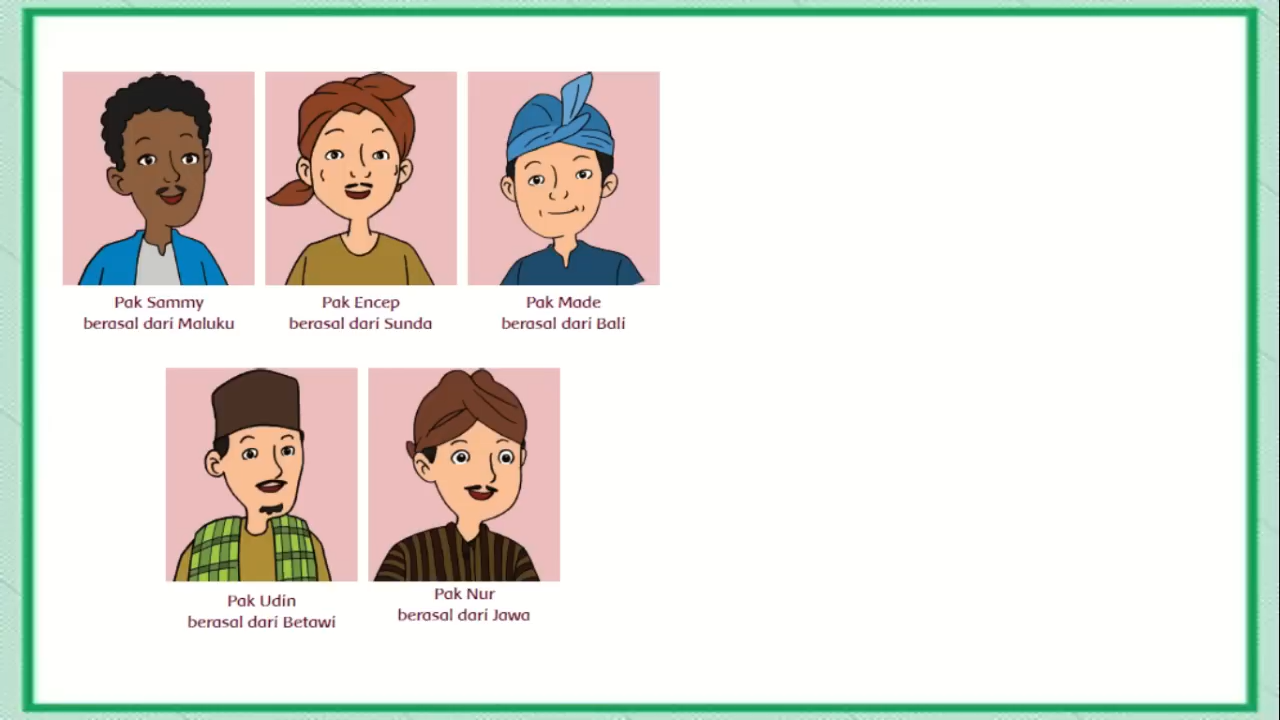 Pak Sammy
berasal dari Maluku
Pak Encep
berasal dari Sunda
Pak Made
berasal dari Bali
Pak Udin
berasal dari Betawi
Pak Nur
berasal dari Jawa